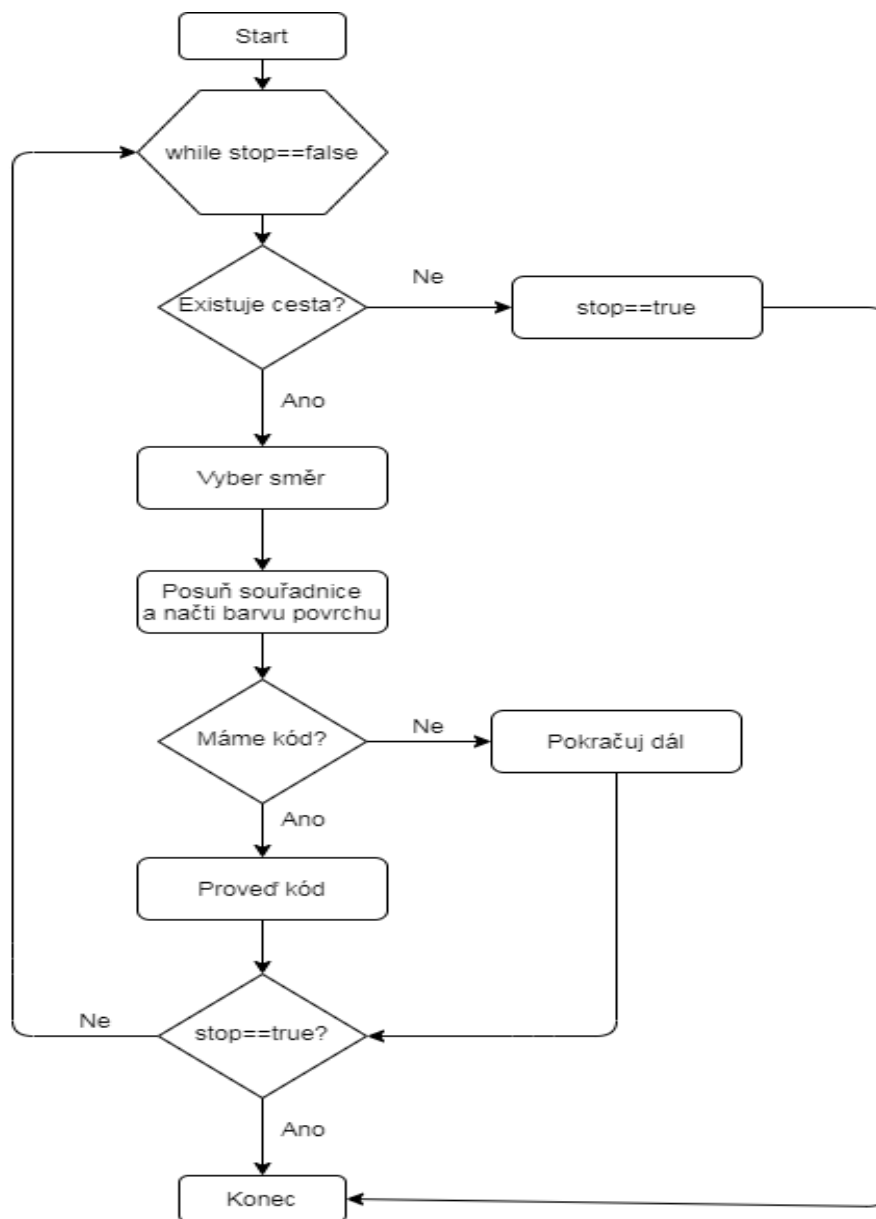 Start
while stop==false
Existuje cesta?
Ne
stop==true
Ano
Vyber směr
Posuň souřadnice
a načti barvu povrchu
Máme kód?
Ne
Pokračuj dál
Ano
Proveď kód
Ne
stop==true?
Ano
Konec